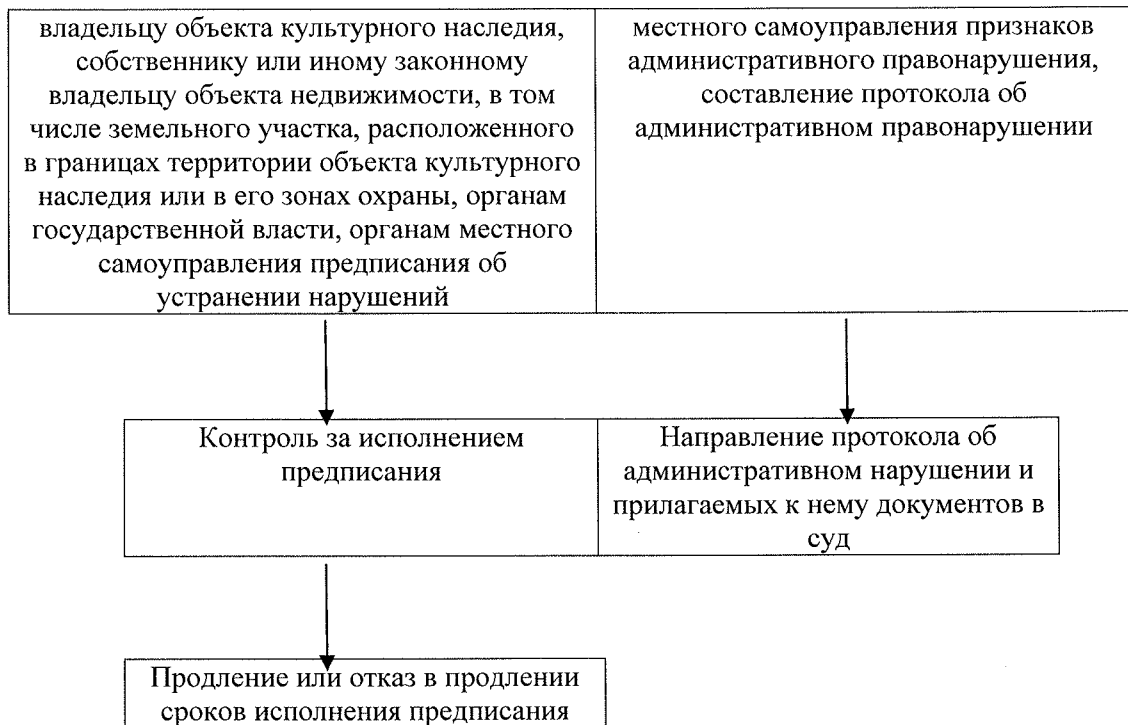 владельцу объекта культурного наследия,
собственнику или иному законному
владельцу объекта недвижимости, в том
числе земельного участка, расположенного
в границах территории объекта культурного
наследия или в его зонах охраны, органам
государственной власти, органам местного
самоуправления предписания об
устранении нарушений
местного самоуправления признаков
административного правонарушения,
составление протокола об
административном правонарушении
Контроль за исполнением
предписания
Направление протокола об
административном нарушении и
прилагаемых к нему документов в
суд
Продление или отказ в продлении
сроков исполнения предписания